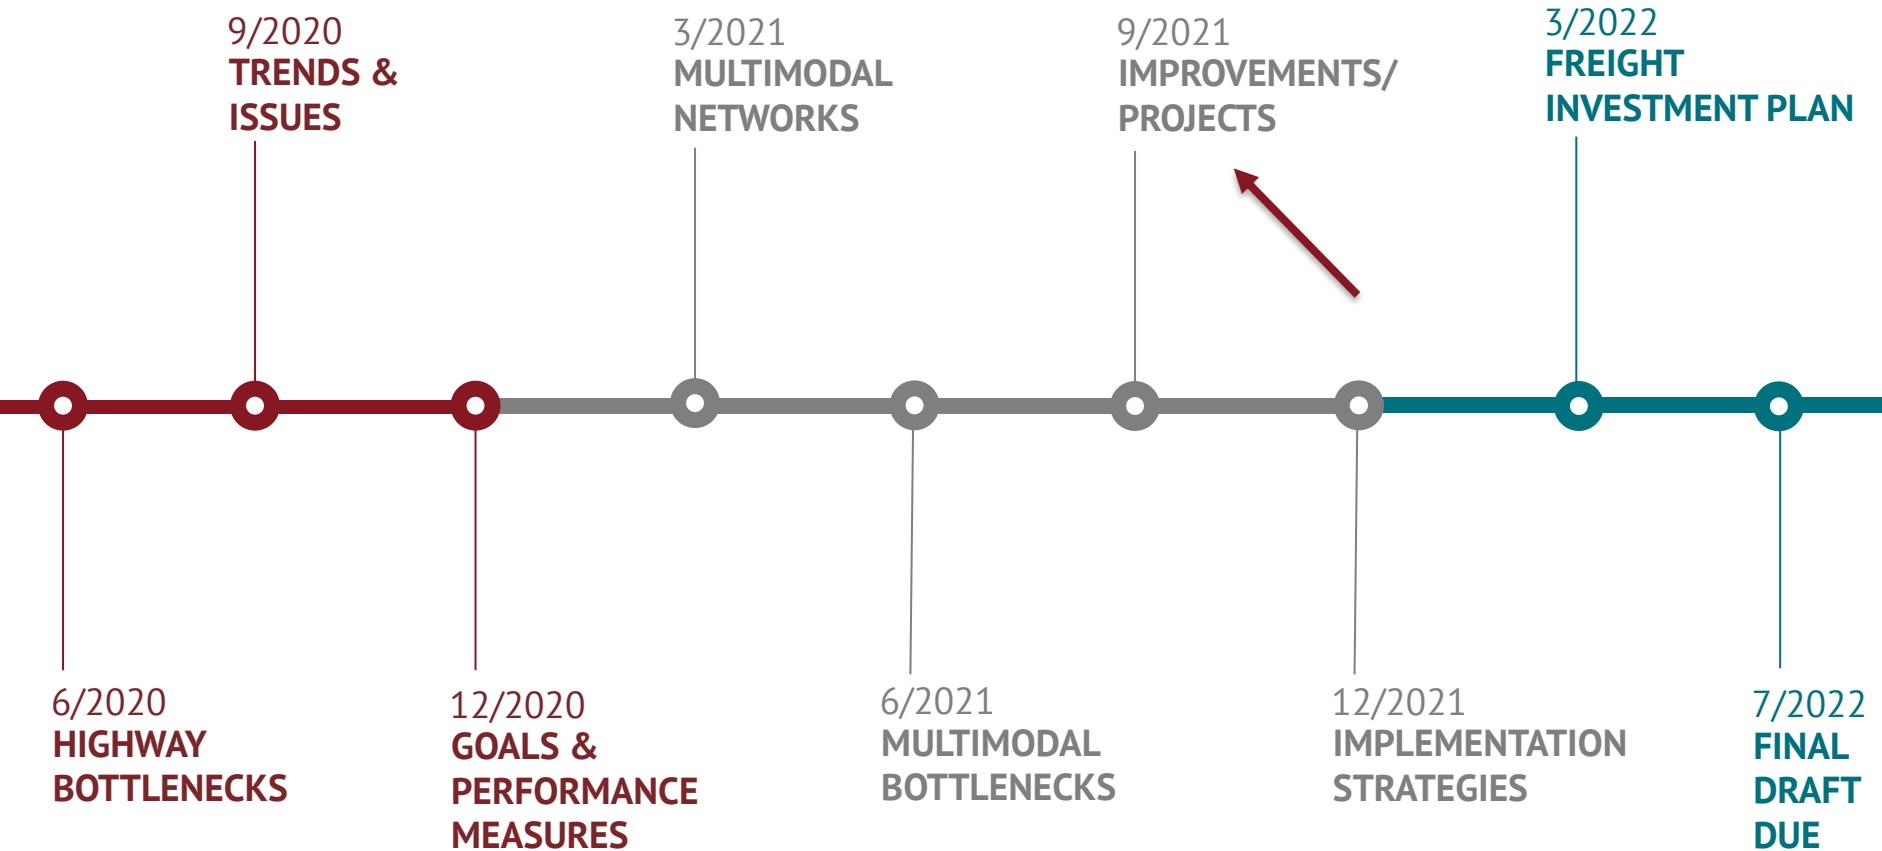 9/2020
TRENDS &
ISSUES
3/2021
MULTIMODAL
NETWORKS
9/2021
IMPROVEMENTS/
PROJECTS
3/2022
FREIGHT
INVESTMENT PLAN
6/2020
HIGHWAY
BOTTLENECKS
12/2020
GOALS &
PERFORMANCE
MEASURES
6/2021
MULTIMODAL
BOTTLENECKS
12/2021
IMPLEMENTATION
STRATEGIES
7/2022
FINAL
DRAFT
DUE